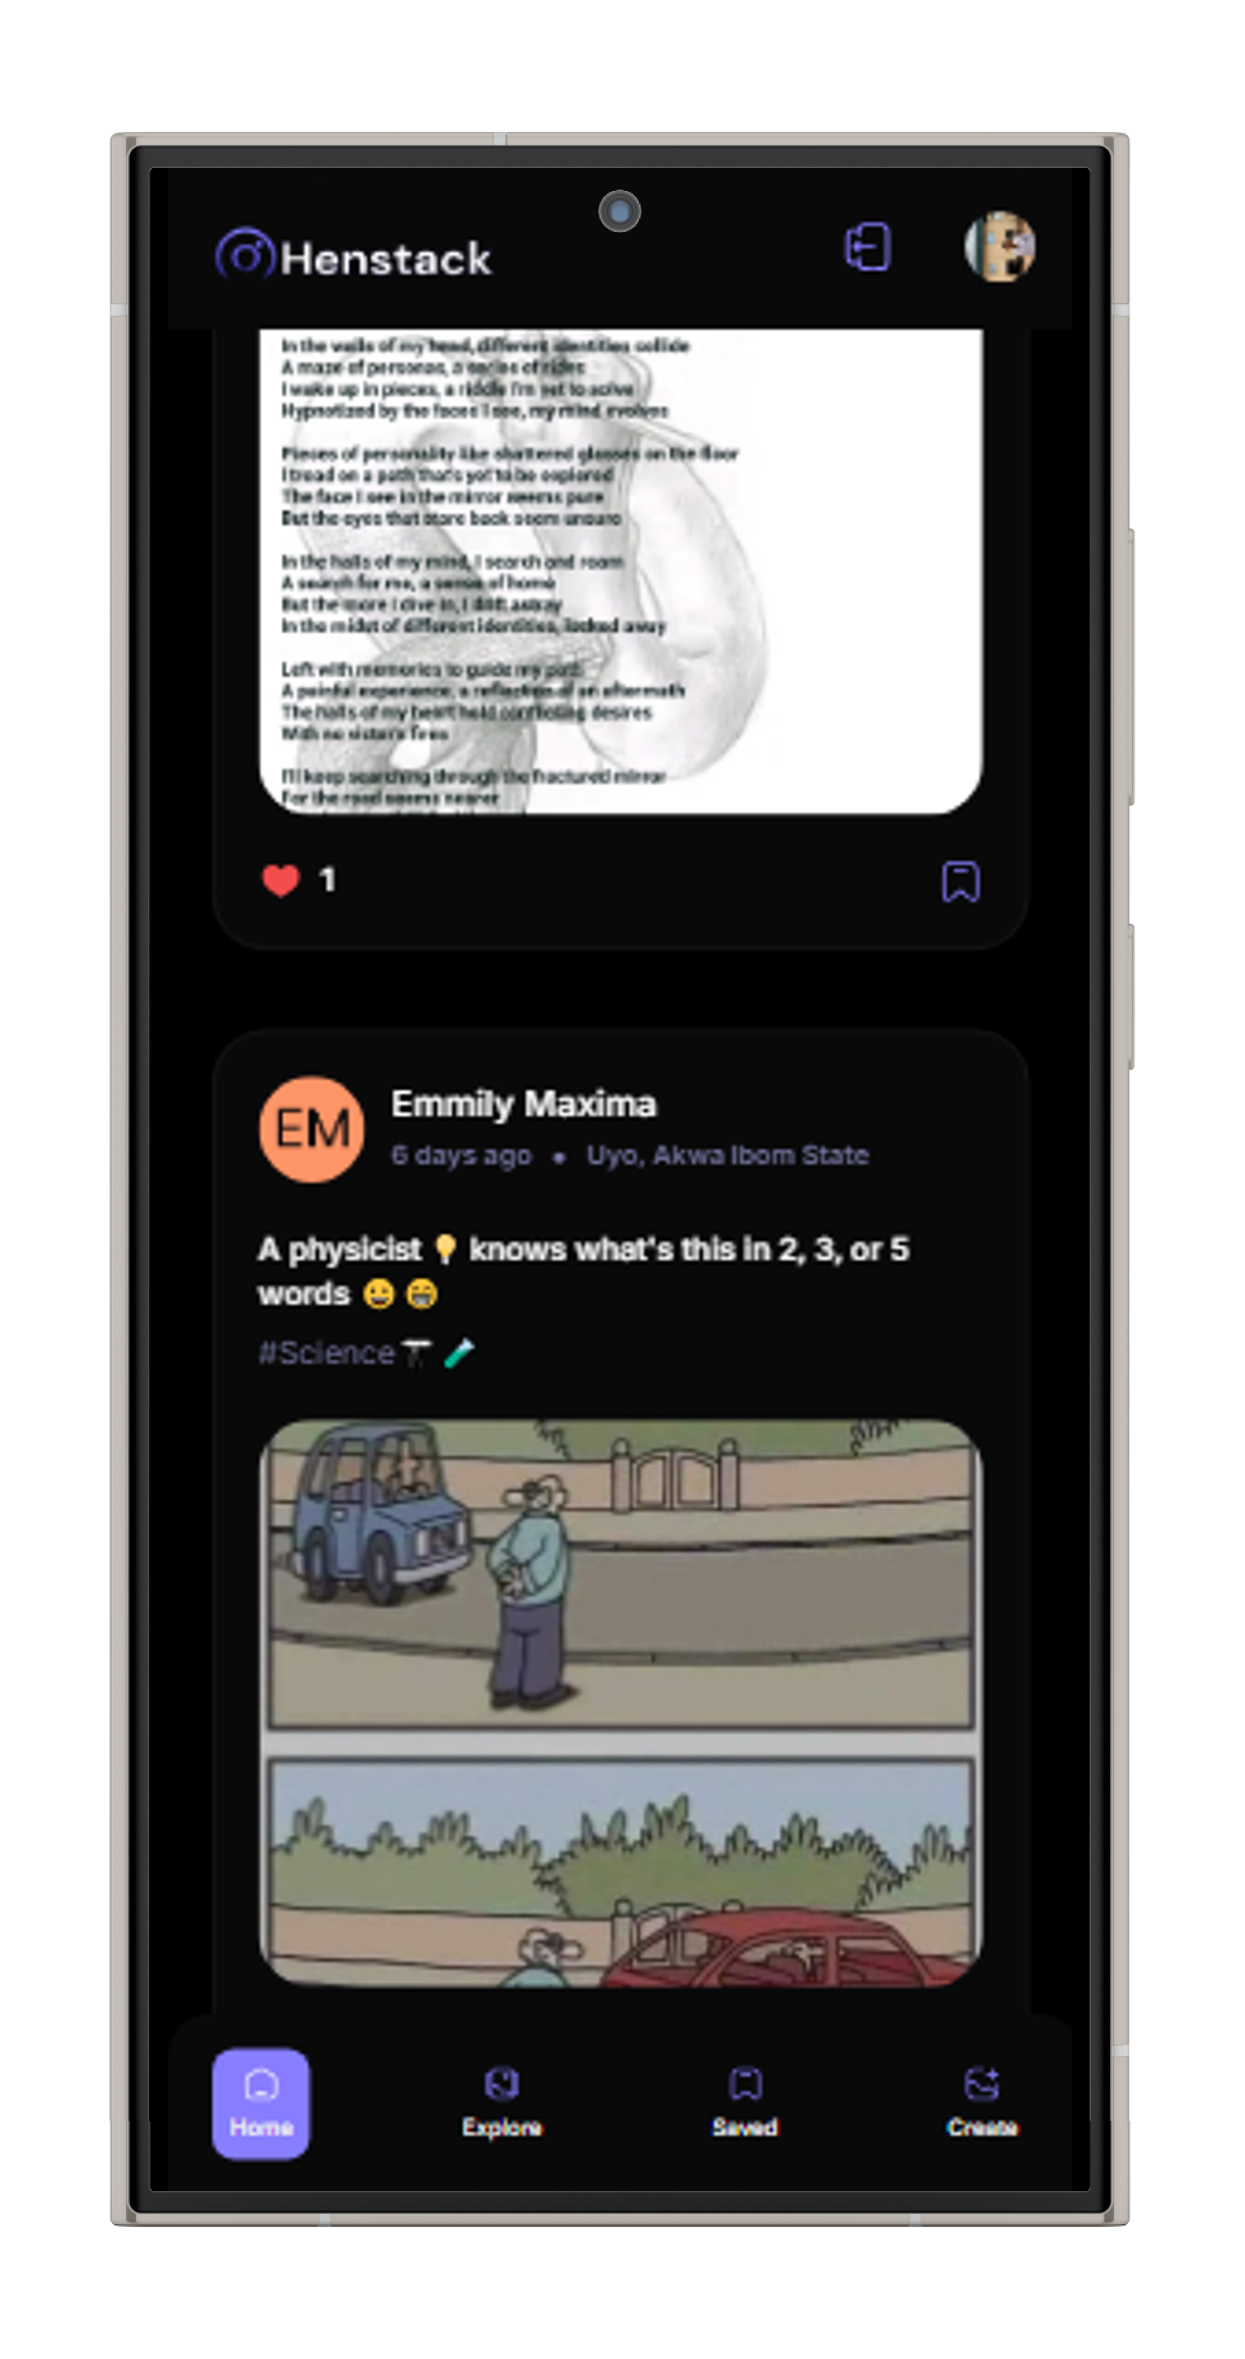 Henstack
In the walls of my head, different identities collide
A maze of personas, a series of rides
I wake up in pieces, a riddle I'm yet to solve
Hypnotized by the faces I see, my mind evolves
Pieces of personality like shattered glasses on the floor
I tread on a path that's yet to be explored
The face I see in the mirror seems pure
But the eyes that stare back seem unsure
In the halls of my mind, I search and roam
A search for me, a sense of home
But the more I dive in, I drift astray
In the midst of different identities, locked away
Left with memories to guide my path
A painful experience, a reflection of an aftermath
The halls of my heart hold conflicting desires
With no
I'll keep searching through the fractured mirror
For the road seems nearer
1
EM
Emmily Maxima
6 days ago • Uyo, Akwa Ibom State
A physicist 👇 knows what's this in 2, 3, or 5
words 😀 😁
#Science🔭 🧪
Home
Explore
Saved
Create